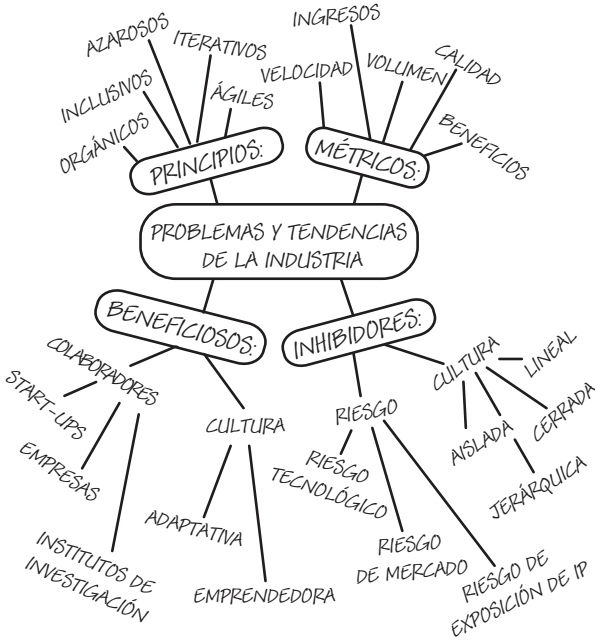 AZAROSOS
ITERATIVOS
INCLUSIVOS
ÁGILES
ORGÁNICOS
PRINCIPIOS:
INGRESOS
VELOCIDAD
VOLUMEN
CALIDAD
BENEFICIOS
MÉTRICOS:
PROBLEMAS Y TENDENCIAS
DE LA INDUSTRIA
BENEFICIOSOS:
COLABORADORES
START-UPS
EMPRESAS
INSTITUTOS DE
INVESTIGACIÓN
CULTURA
ADAPTATIVA
EMPRENDEDORA
INHIBIDORES:
RIESGO
RIESGO
TECNOLÓGICO
RIESGO
DE MERCADO
RIESGO DE
EXPOSICIÓN DE IP
CULTURA
LINEAL
CERRADA
AISLADA
JERÁRQUICA